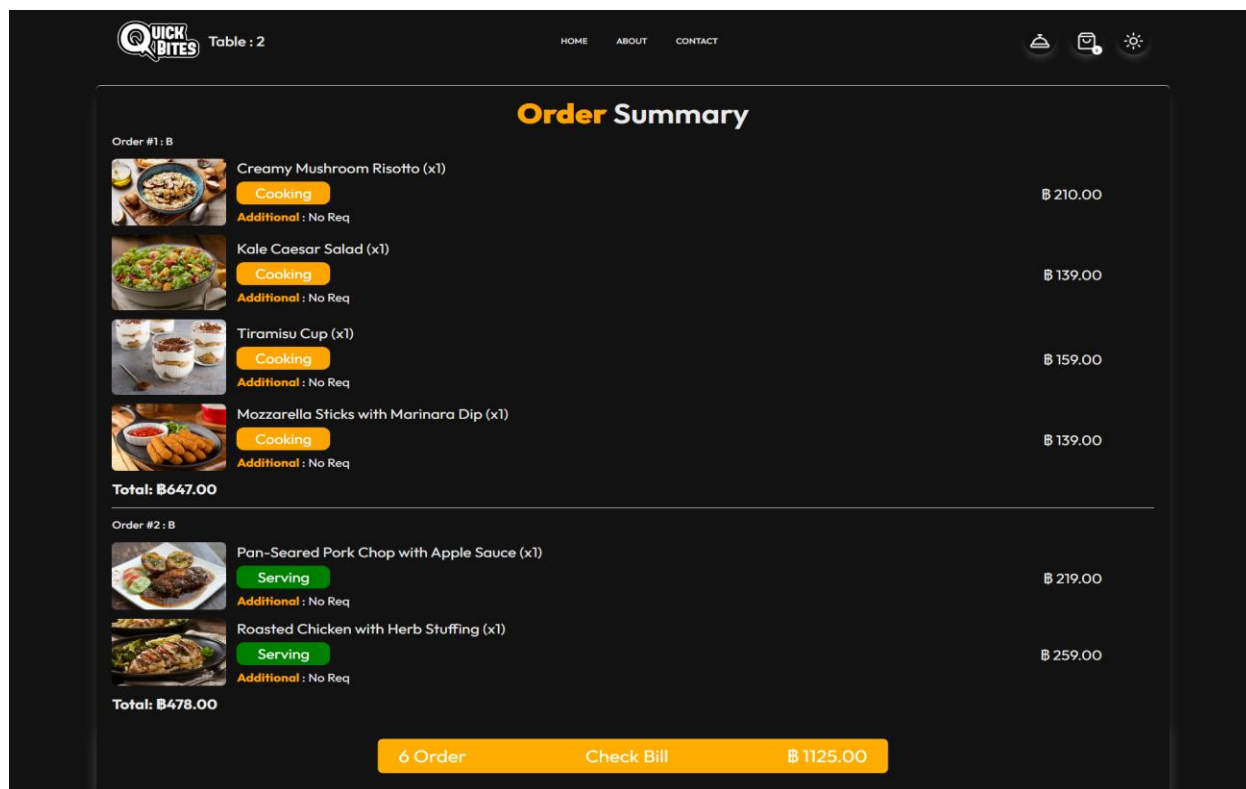 QUICK BITES
Table : 2
HOME ABOUT CONTACT
Order Summary
Order #1 : B
Creamy Mushroom Risotto (x1)
Cooking
฿ 210.00
Additional : No Req
Kale Caesar Salad (x1)
Cooking
฿ 139.00
Additional : No Req
Tiramisu Cup (x1)
Cooking
฿ 159.00
Additional : No Req
Mozzarella Sticks with Marinara Dip (x1)
Cooking
฿ 139.00
Additional : No Req
Total: ฿647.00
Order #2 : B
Pan-Seared Pork Chop with Apple Sauce (x1)
Serving
฿ 219.00
Additional : No Req
Roasted Chicken with Herb Stuffing (x1)
Serving
฿ 259.00
Additional : No Req
Total: ฿478.00
6 Order Check Bill ฿ 1125.00